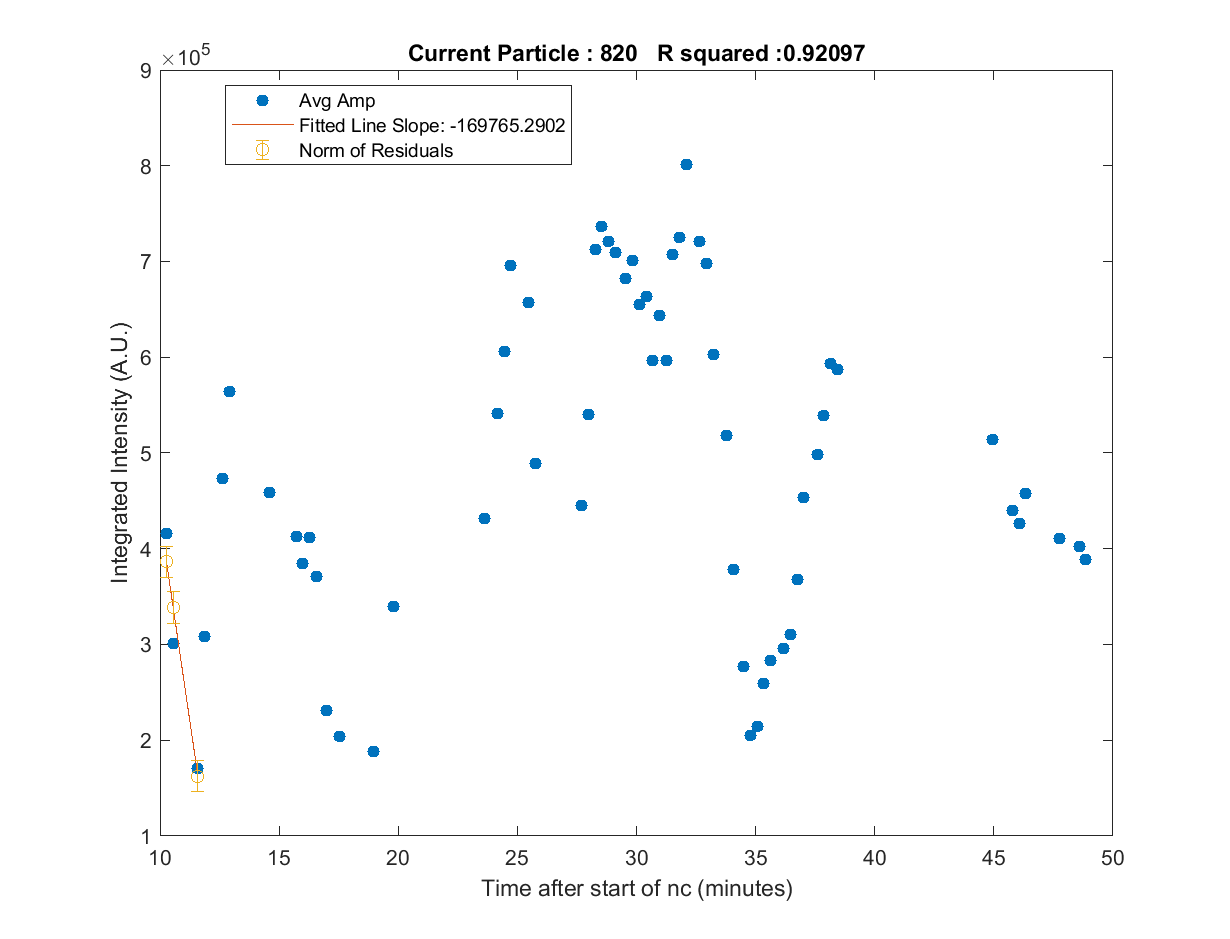 Current Particle : 820   R squared :0.92097
×10⁵
Avg Amp
Fitted Line Slope: -169765.2902
Norm of Residuals
9
8
7
6
5
4
3
2
1
Integrated Intensity (A.U.)
10 15 20 25 30 35 40 45 50
Time after start of nc (minutes)